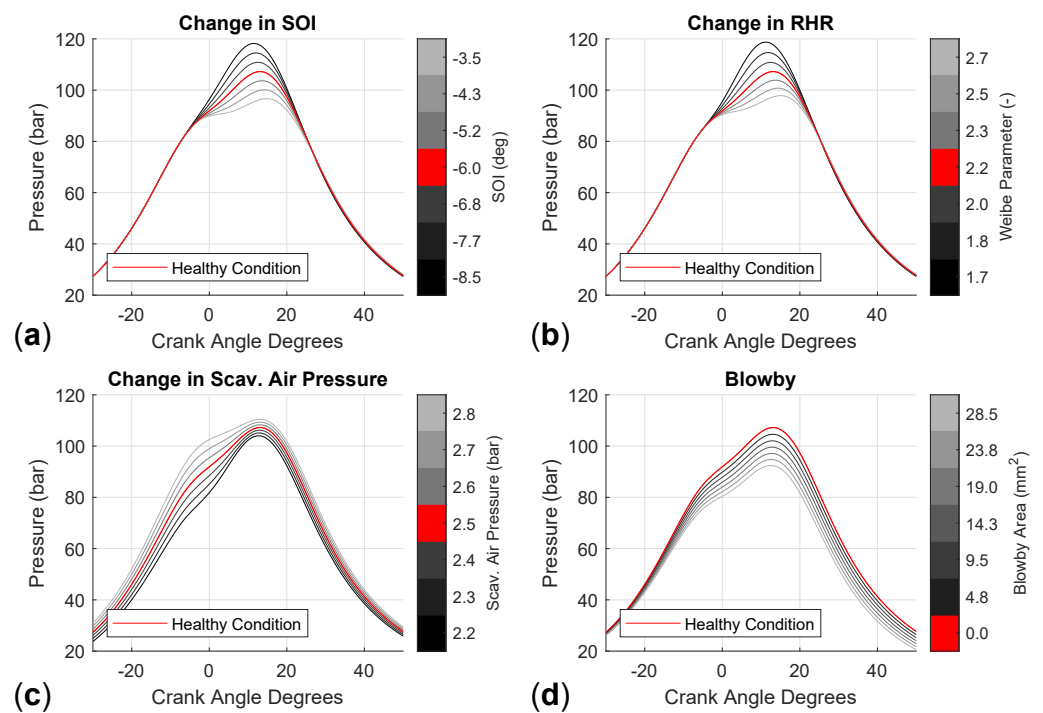 Change in SOI
120
100
80
60
40
20
-20
0
20
40
Pressure (bar)
Crank Angle Degrees
Healthy Condition
-3.5
-4.3
-5.2
-6.0
-6.8
-7.7
-8.5
SOI (deg)
(a)
Change in RHR
120
100
80
60
40
20
-20
0
20
40
Pressure (bar)
Crank Angle Degrees
Healthy Condition
2.7
2.5
2.3
2.2
2.0
1.8
1.7
Weibe Parameter (-)
(b)
Change in Scav. Air Pressure
120
100
80
60
40
20
-20
0
20
40
Pressure (bar)
Crank Angle Degrees
Healthy Condition
2.8
2.7
2.6
2.5
2.4
2.3
2.2
Scav. Air Pressure (bar)
(c)
Blowby
120
100
80
60
40
20
-20
0
20
40
Pressure (bar)
Crank Angle Degrees
Healthy Condition
28.5
23.8
19.0
14.3
9.5
4.8
0.0
Blowby Area (mm²)
(d)